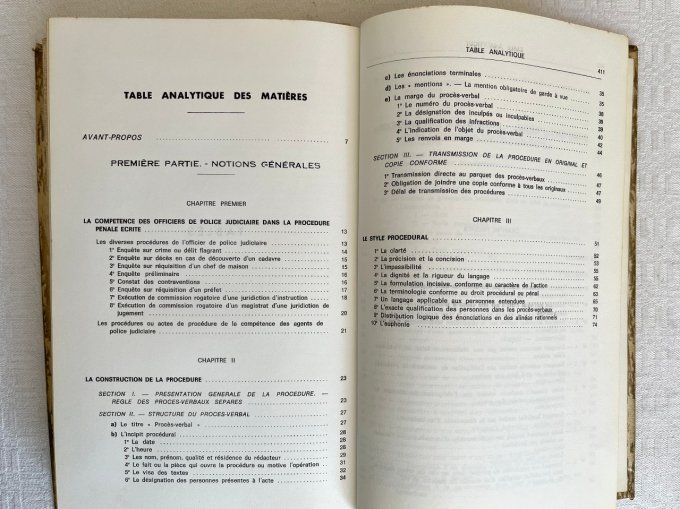 TABLE ANALYTIQUE DES MATIÈRES
AVANT-PROPOS 7
PREMIÈRE PARTIE. - NOTIONS GÉNÉRALES
CHAPITRE PREMIER
LA COMPETENCE DES OFFICIERS DE POLICE JUDICIAIRE DANS LA PROCEDURE
PENALE ECRITE 13
Les diverses procédures de l'officier de police judiciaire 13
1° Enquête sur crime ou délit flagrant 14
2° Enquête sur décès en cas de découverte d'un cadavre 15
3° Enquête sur réquisition d'un chef de maison 15
4° Enquête préliminaire 16
5° Constat des contraventions 16
6° Enquête sur réquisition d'un préfet 17
7° Exécution de commission rogatoire d'une juridiction d'instruction 18
8° Exécution de commission rogatoire d'un magistrat d'une juridiction de
jugement 20
Les procédures ou actes de procédure de la compétence des agents de
police judiciaire 21
CHAPITRE II
LA CONSTRUCTION DE LA PROCEDURE 23
SECTION I. — PRESENTATION GENERALE DE LA PROCEDURE. —
REGLE DES PROCES-VERBAUX SEPARES 23
SECTION II. — STRUCTURE DU PROCES-VERBAL 27
a) Le titre « Procès-verbal » 27
b) L'incipit procédural 28
1° La date 28
2° L'heure 28
3° Les nom, prénom, qualité et résidence du rédacteur 29
4° Le fait ou la pièce qui ouvre la procédure ou motive l'opération 31
5° Le visa des textes 32
6° La désignation des personnes présentes à l'acte 34
TABLE ANALYTIQUE 411
c) Les énonciations terminales 35
d) Les « mentions ». — La mention obligatoire de garde à vue 35
e) La marge du procès-verbal 38
1° Le numéro du procès-verbal
2° La désignation des inculpés ou inculpables
3° La qualification des infractions
4° L'indication de l'objet du procès-verbal
5° Les renvois en marge
SECTION III. — TRANSMISSION DE LA PROCEDURE EN ORIGINAL ET
COPIE CONFORME
1° Transmission directe au parquet des procès-verbaux 46
2° Obligation de joindre une copie conforme à tous les originaux 47
3° Délai de transmission des procédures 49
CHAPITRE III
LE STYLE PROCEDURAL 51
1° La clarté 52
2° La précision et la concision 53
3° L'impassibilité 55
4° La dignité et la rigueur du langage
5° La formulation incisive, conforme au caractère de l'action
6° La terminologie conforme au droit procédural ou pénal
7° Un langage applicable aux personnes entendues
8° L'exacte qualification des personnes dans les procès-verbaux
9° Distribution logique des énonciations en des alinéas rationnels 71
10° L'euphonie 74